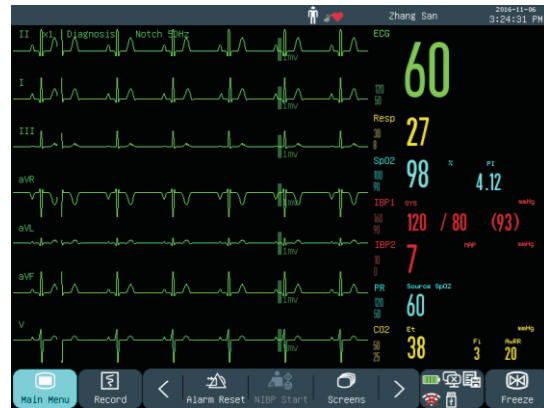 Zhang San
2016-11-06
3:24:31 PM
II x1 Diagnosis Notch 50Hz
1mv
I
1mv
III
1mv
aVR
1mv
aVL
aVF
1mv
V
1mv
ECG
120
50
60
Resp
30
8
27
SpO2
100
90
98
%
PI
4.12
IBP1
sys
mmHg
160
90
120 / 80 (93)
IBP2
MAP
mmHg
10
0
7
PR
Source SpO2
120
50
60
CO2
Et
mmHg
50
25
38
Fi
3
AwRR
20
Main Menu
Record
Alarm Reset
NIBP Start
Screens
Freeze